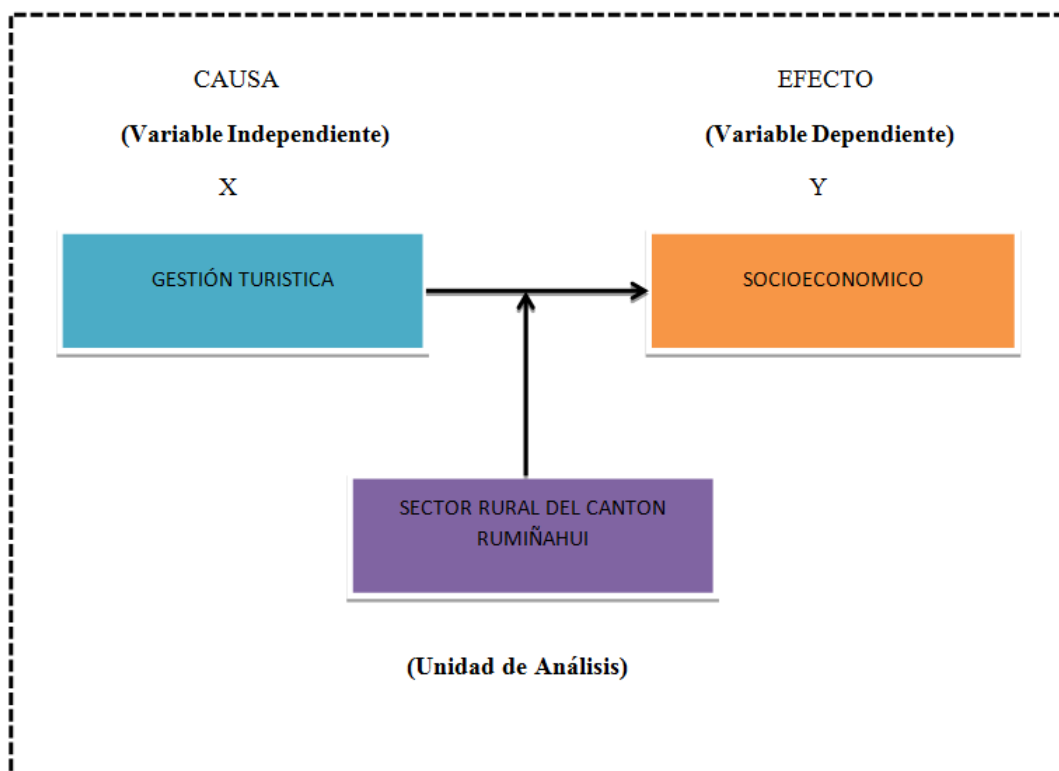 CAUSA
(Variable Independiente)
X
EFECTO
(Variable Dependiente)
Y
GESTIÓN TURISTICA
SOCIOECONOMICO
SECTOR RURAL DEL CANTON
RUMIÑAHUI
(Unidad de Análisis)